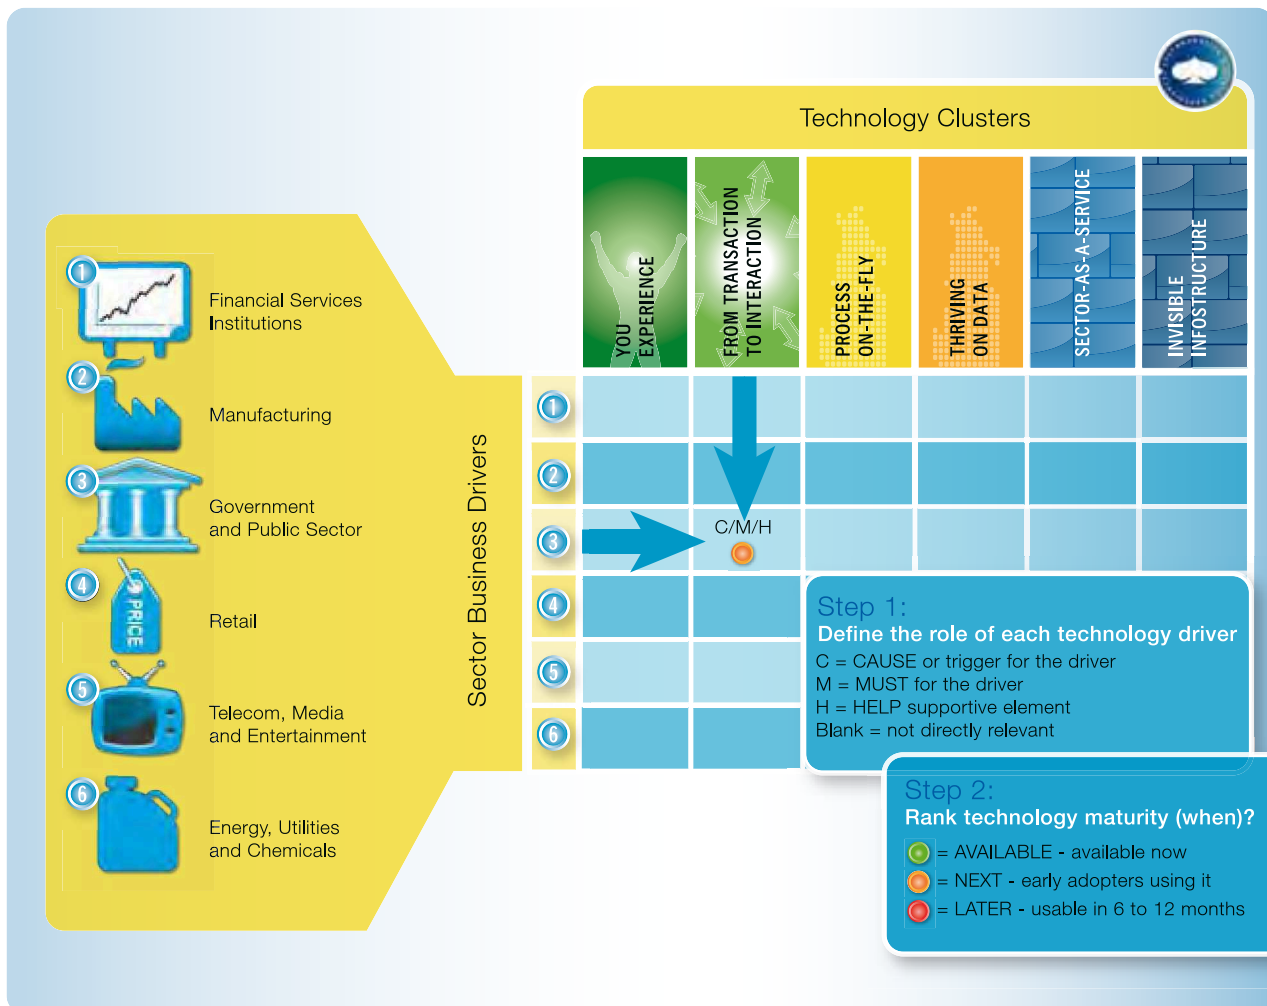 Technology Clusters
YOU
EXPERIENCE
FROM TRANSACTION
TO INTERACTION
PROCESS
ON-THE-FLY
THRIVING
ON DATA
SECTOR-AS-A-SERVICE
INVISIBLE
INFOSTRUCTURE
1
Financial Services
Institutions
2
Manufacturing
3
Government
and Public Sector
4
PRICE
Retail
5
Telecom, Media
and Entertainment
6
Energy, Utilities
and Chemicals
Sector Business Drivers
1
2
3
C/M/H
4
5
6
Step 1:
Define the role of each technology driver
C = CAUSE or trigger for the driver
M = MUST for the driver
H = HELP supportive element
Blank = not directly relevant
Step 2:
Rank technology maturity (when)?
= AVAILABLE - available now
= NEXT - early adopters using it
= LATER - usable in 6 to 12 months